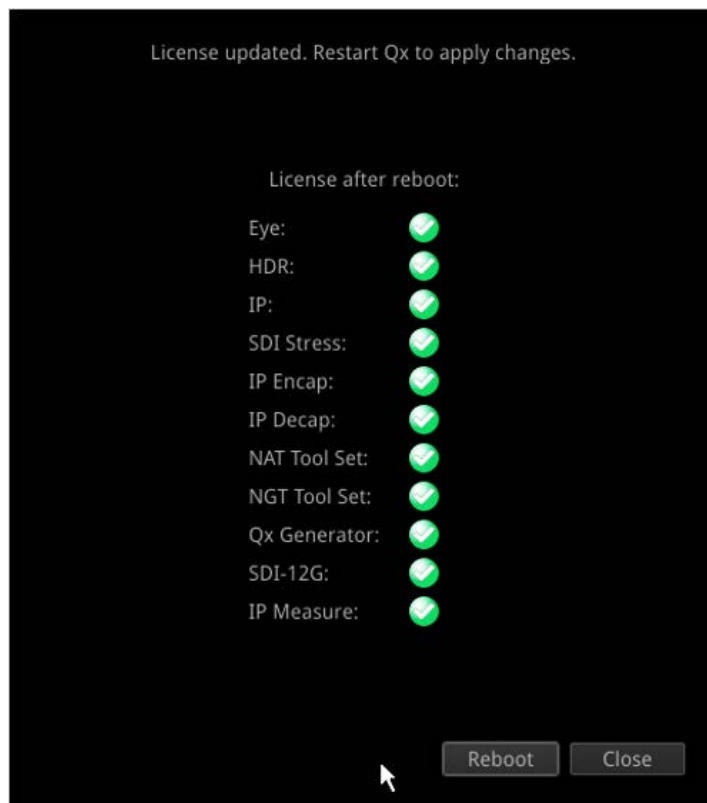 License updated. Restart Qx to apply changes.
License after reboot:
Eye:
HDR:
IP:
SDI Stress:
IP Encap:
IP Decap:
NAT Tool Set:
NGT Tool Set:
Qx Generator:
SDI-12G:
IP Measure:
Reboot Close